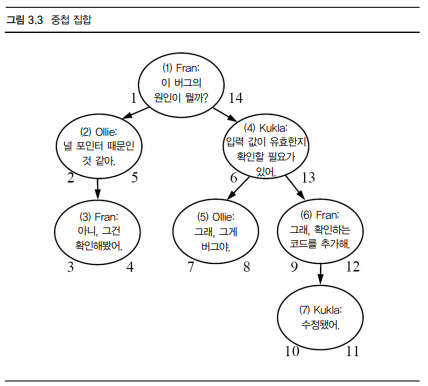 그림 3.3 중첩 집합
(1) Fran:
이 버그의
원인이 뭘까?
1
14
(2) Ollie:
널 포인터 때문인
것 같아.
2
5
(4) Kukla:
입력 값이 유효한지
확인할 필요가
있어.
6
13
(3) Fran:
아니, 그건
확인해봤어.
3
4
(5) Ollie:
그래, 그게
버그야.
7
8
(6) Fran:
그래, 확인하는
코드를 추가해.
9
12
(7) Kukla:
수정됐어.
10
11